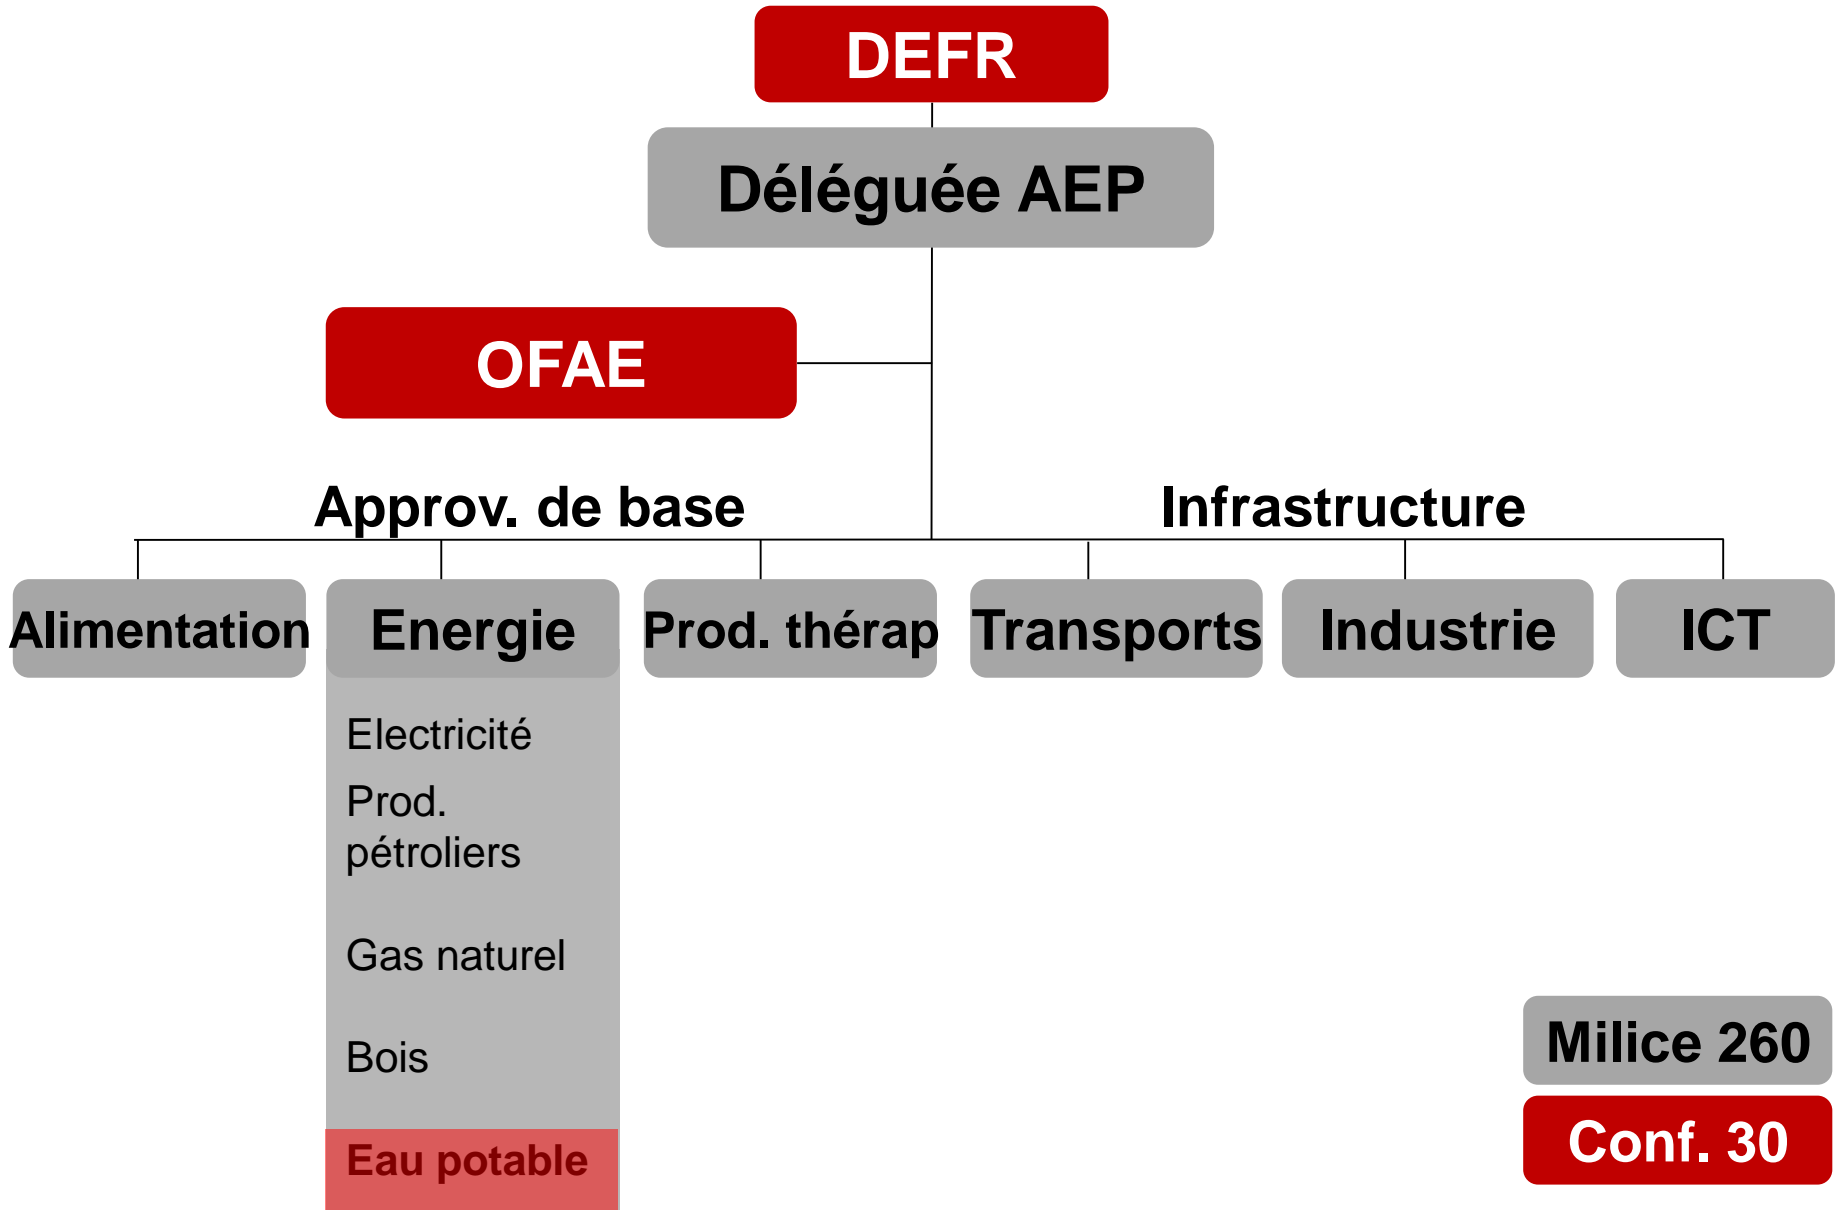 DEFR
Déléguée AEP
OFAE
Approv. de base
Infrastructure
Alimentation
Energie
Prod. thérap
Transports
Industrie
ICT
Electricité
Prod.
pétroliers
Gas naturel
Bois
Eau potable
Milice 260
Conf. 30